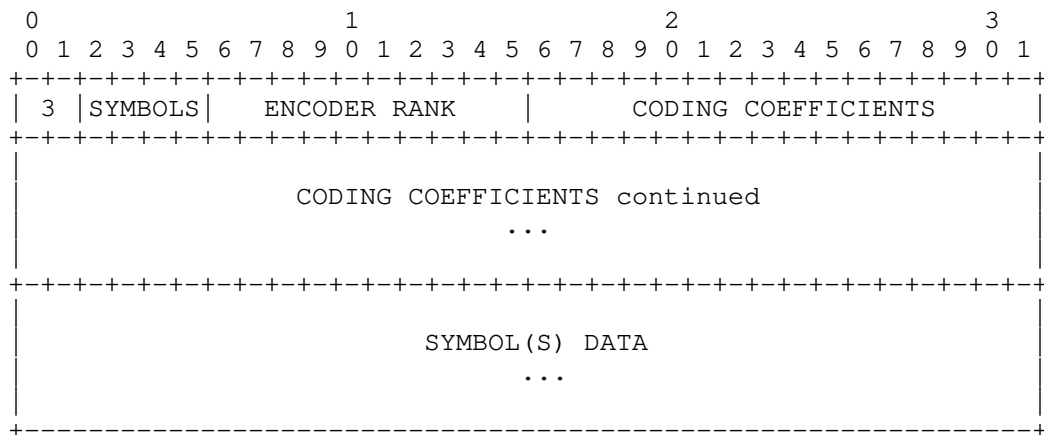 0                   1                   2                   3
0 1 2 3 4 5 6 7 8 9 0 1 2 3 4 5 6 7 8 9 0 1 2 3 4 5 6 7 8 9 0 1
+-+-+-+-+-+-+-+-+-+-+-+-+-+-+-+-+-+-+-+-+-+-+-+-+-+-+-+-+-+-+-+-+
| 3 |SYMBOLS|   ENCODER RANK    |      CODING COEFFICIENTS      |
+-+-+-+-+-+-+-+-+-+-+-+-+-+-+-+-+-+-+-+-+-+-+-+-+-+-+-+-+-+-+-+-+
CODING COEFFICIENTS continued
...
+-+-+-+-+-+-+-+-+-+-+-+-+-+-+-+-+-+-+-+-+-+-+-+-+-+-+-+-+-+-+-+-+
SYMBOL(S) DATA
...
+---------------------------------------------------------------+